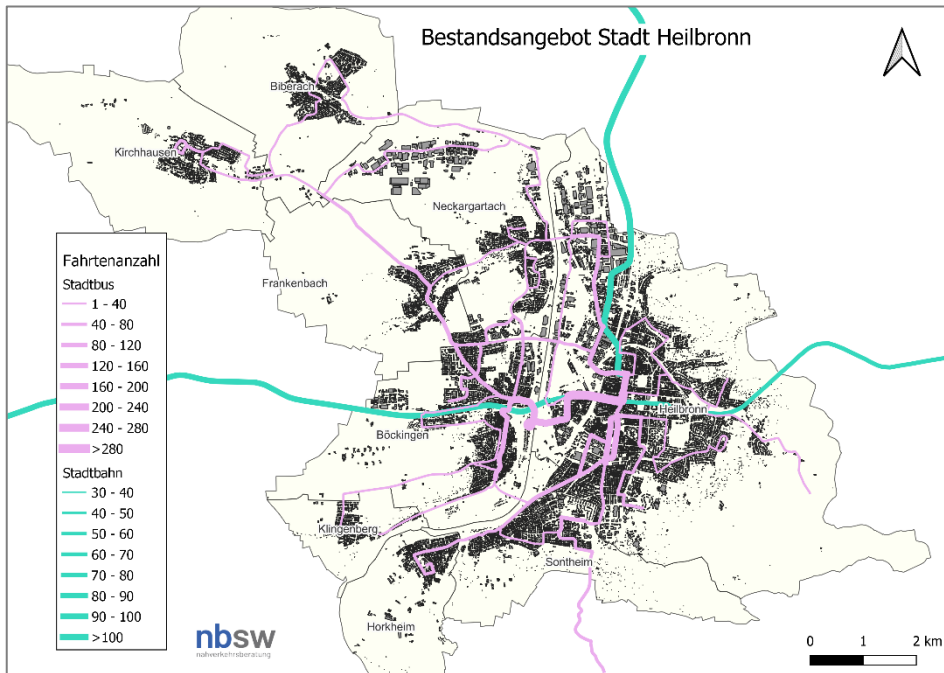 Bestandsangebot Stadt Heilbronn
Biberach
Kirchhausen
Neckargartach
Frankenbach
Heilbronn
Böckingen
Klingenberg
Sontheim
Horkheim
Fahrtenanzahl
Stadtbus
1 - 40
40 - 80
80 - 120
120 - 160
160 - 200
200 - 240
240 - 280
>280
Stadtbahn
30 - 40
40 - 50
50 - 60
60 - 70
70 - 80
80 - 90
90 - 100
>100
nbsw
nahverkehrsberatung
0 1 2 km